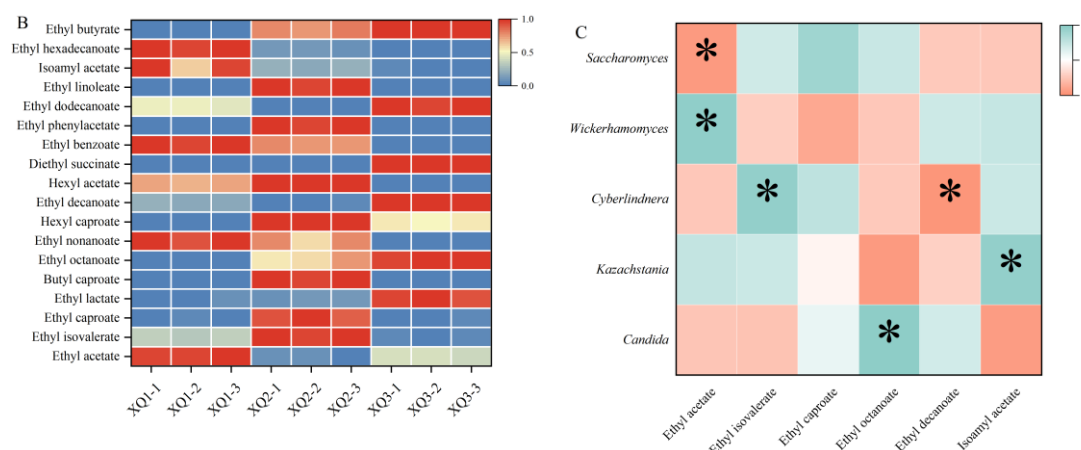 B
Ethyl butyrate
Ethyl hexadecanoate
Isoamyl acetate
Ethyl linoleate
Ethyl dodecanoate
Ethyl phenylacetate
Ethyl benzoate
Diethyl succinate
Hexyl acetate
Ethyl decanoate
Hexyl caproate
Ethyl nonanoate
Ethyl octanoate
Butyl caproate
Ethyl lactate
Ethyl caproate
Ethyl isovalerate
Ethyl acetate
XQ1-1
XQ1-2
XQ1-3
XQ2-1
XQ2-2
XQ2-3
XQ3-1
XQ3-2
XQ3-3
1.0
0.5
0.0
C
Saccharomyces
Wickerhamomyces
Cyberlindnera
Kazachstania
Candida
*
*
* *
*
*
Ethyl acetate
Ethyl isovalerate
Ethyl caproate
Ethyl octanoate
Ethyl decanoate
Isoamyl acetate